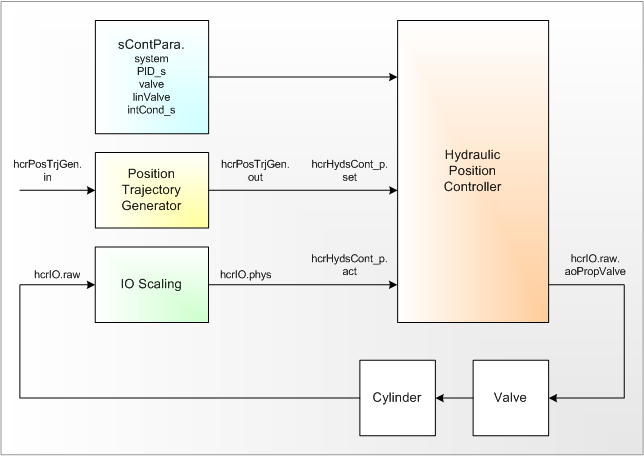 sContPara.
system
PID_s
valve
linValve
intCond_s
hcrPosTrjGen.
in
Position
Trajectory
Generator
hcrPosTrjGen.
out
hcrHydsCont_p.
set
Hydraulic
Position
Controller
hcrIO.raw
IO Scaling
hcrIO.phys
hcrHydsCont_p.
act
hcrIO.raw.
aoPropValve
Cylinder
Valve